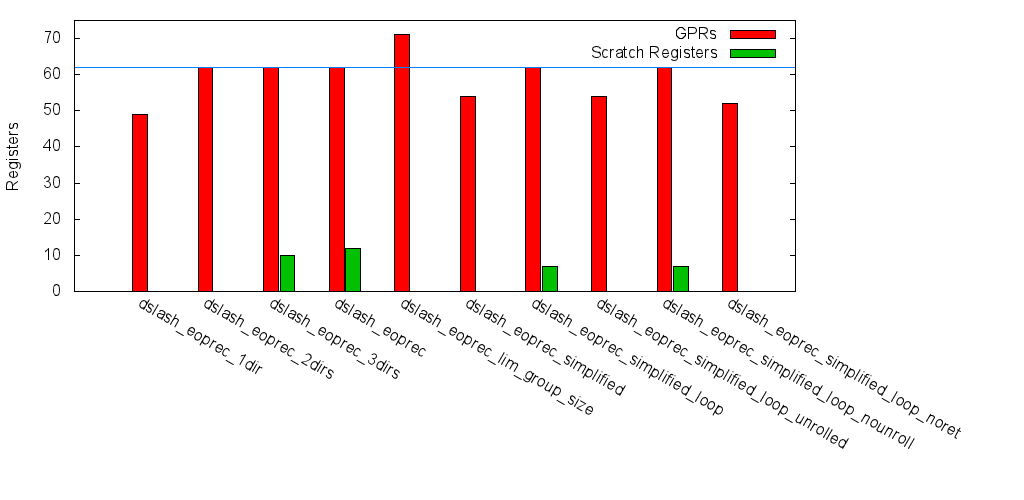 GPRs
Scratch Registers
Registers
70
60
50
40
30
20
10
0
dslash_eoprec_1dir
dslash_eoprec_2dirs
dslash_eoprec_3dirs
dslash_eoprec
dslash_eoprec_lim_group_size
dslash_eoprec_simplified
dslash_eoprec_simplified_loop
dslash_eoprec_simplified_loop_unrolled
dslash_eoprec_simplified_loop_nounroll
dslash_eoprec_simplified_loop_noret